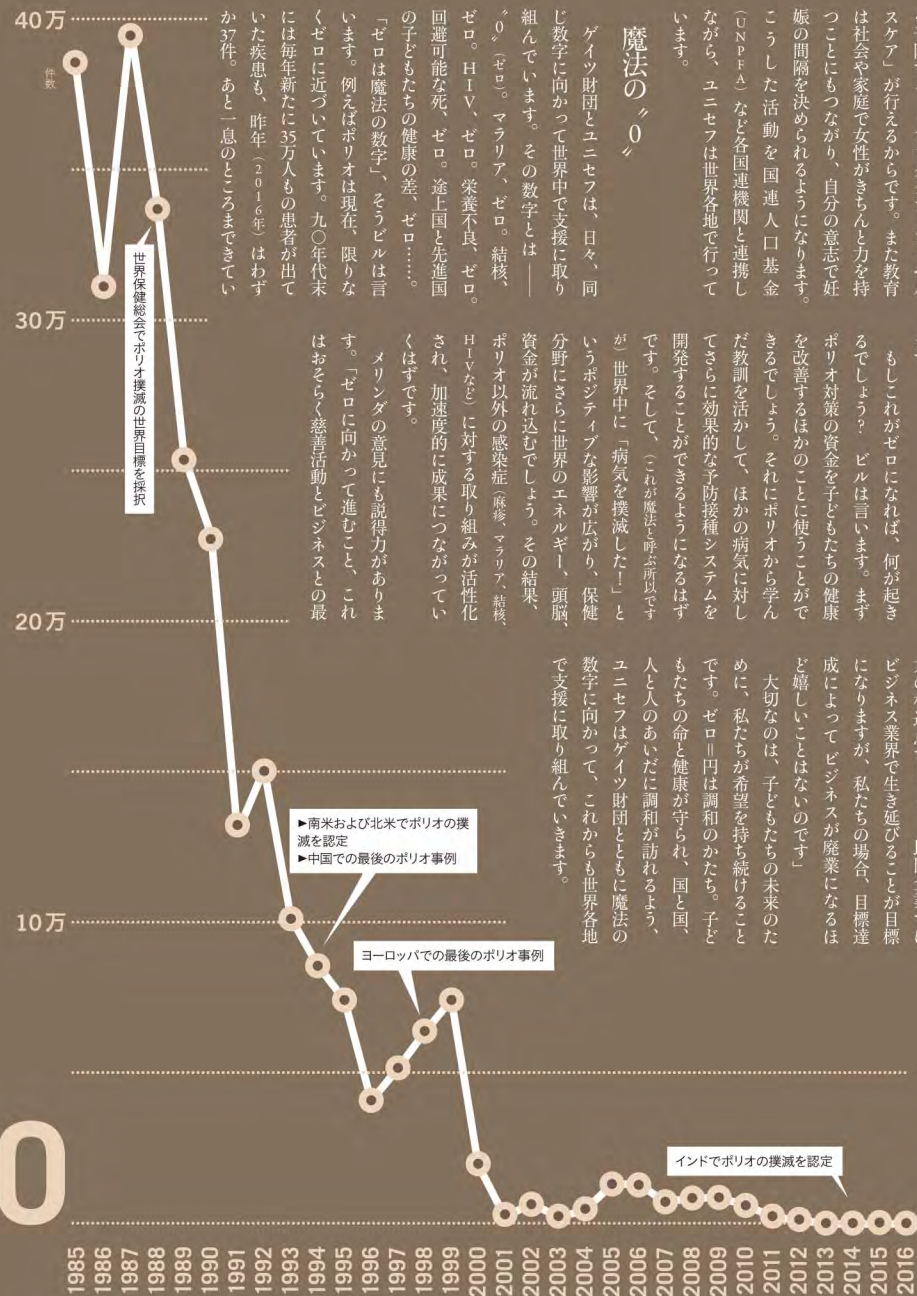 スケア」が行えるからです。また教育
は社会や家庭で女性がきちんと力を持
つことにもつながり、自分の意志で妊
娠の間隔を決められるようになります。
こうした活動を国連人口基金
(UNPFA)など各国連機関と連携し
ながら、ユニセフは世界各地で行って
います。
魔法の〝0〟
ゲイツ財団とユニセフは、日々、同
じ数字に向かって世界中で支援に取り
組んでいます。その数字とは――
〝0〟(ゼロ)。マラリア、ゼロ。結核、
ゼロ。HIV、ゼロ。栄養不良、ゼロ。
回避可能な死、ゼロ。途上国と先進国
の子どもたちの健康の差、ゼロ……。
「ゼロは魔法の数字」、そうビルは言
います。例えばポリオは現在、限りな
くゼロに近づいています。九〇年代末
には毎年新たに35万人もの患者が出て
いた疾患も、昨年(2016年)はわず
か37件。あと一息のところまできてい
もしこれがゼロになれば、何が起き
るでしょう? ビルは言います。まず
ポリオ対策の資金を子どもたちの健康
を改善するほかのことに使うことがで
きるでしょう。それにポリオから学ん
だ教訓を活かして、ほかの病気に対し
てさらに効果的な予防接種システムを
開発することができるようになるはず
です。そして、(これが魔法と呼ぶ所以です
が)世界中に「病気を撲滅した!」と
いうポジティブな影響が広がり、保健
分野にさらに世界のエネルギー、頭脳、
資金が流れ込むでしょう。その結果、
ポリオ以外の感染症(麻疹、マラリア、結核、
HIVなど)に対する取り組みが活性化
され、加速度的に成果につながってい
くはずです。
メリンダの意見にも説得力がありま
す。「ゼロに向かって進むこと、これ
はおそらく慈善活動とビジネスとの最
ビジネス業界で生き延びることが目標
になりますが、私たちの場合、目標達
成によってビジネスが廃業になるほ
ど嬉しいことはないのです」
大切なのは、子どもたちの未来のた
めに、私たちが希望を持ち続けること
です。ゼロ＝円は調和のかたち。子ど
もたちの命と健康が守られ、国と国、
人と人のあいだに調和が訪れるよう、
ユニセフはゲイツ財団とともに魔法の
数字に向かって、これからも世界各地
で支援に取り組んでいきます。
40万
件数
30万
20万
10万
0
世界保健総会でポリオ撲滅の世界目標を採択
►南米および北米でポリオの撲
滅を認定
►中国での最後のポリオ事例
ヨーロッパでの最後のポリオ事例
インドでポリオの撲滅を認定
1985
1986
1987
1988
1989
1990
1991
1992
1993
1994
1995
1996
1997
1998
1999
2000
2001
2002
2003
2004
2005
2006
2007
2008
2009
2010
2011
2012
2013
2014
2015
2016